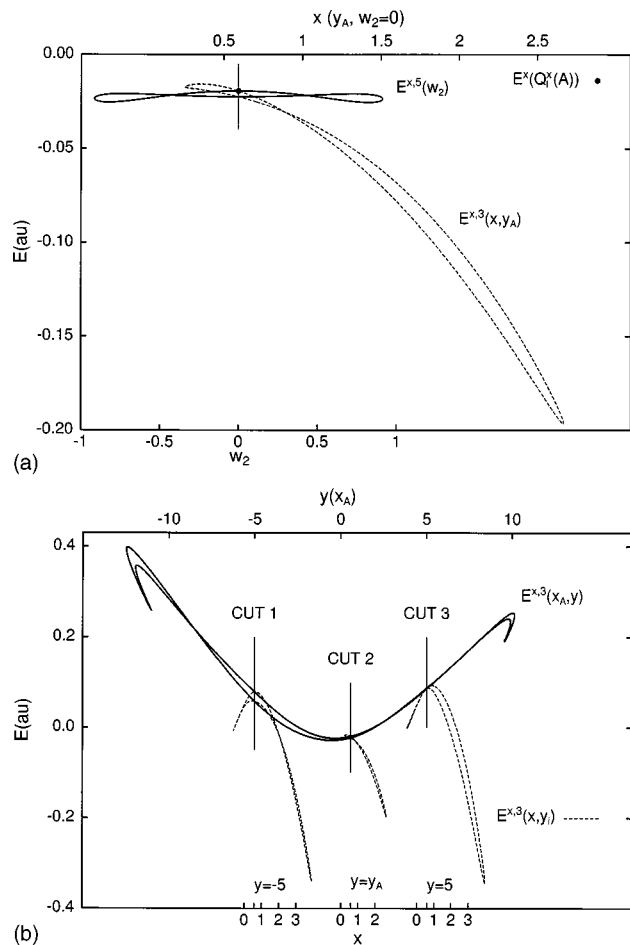 x (y_A, w_2=0)
0 0.5 1 1.5 2 2.5
0.00
E^{x,5}(w_2)
E^x(Q_i^x(A))
-0.05
E^{x,3}(x,y_A)
E(au)
-0.10
-0.15
-0.20
-1 -0.5 0 0.5 1
w_2
(a)
y(x_A)
-10 -5 0 5 10
0.4
E^{x,3}(x_A,y)
CUT 1 CUT 2 CUT 3
0.2
E(au)
0.0
-0.2
E^{x,3}(x,y_i)
y=-5 y=y_A y=5
-0.4
0 1 2 3 0 1 2 0 1 2 3
x
(b)